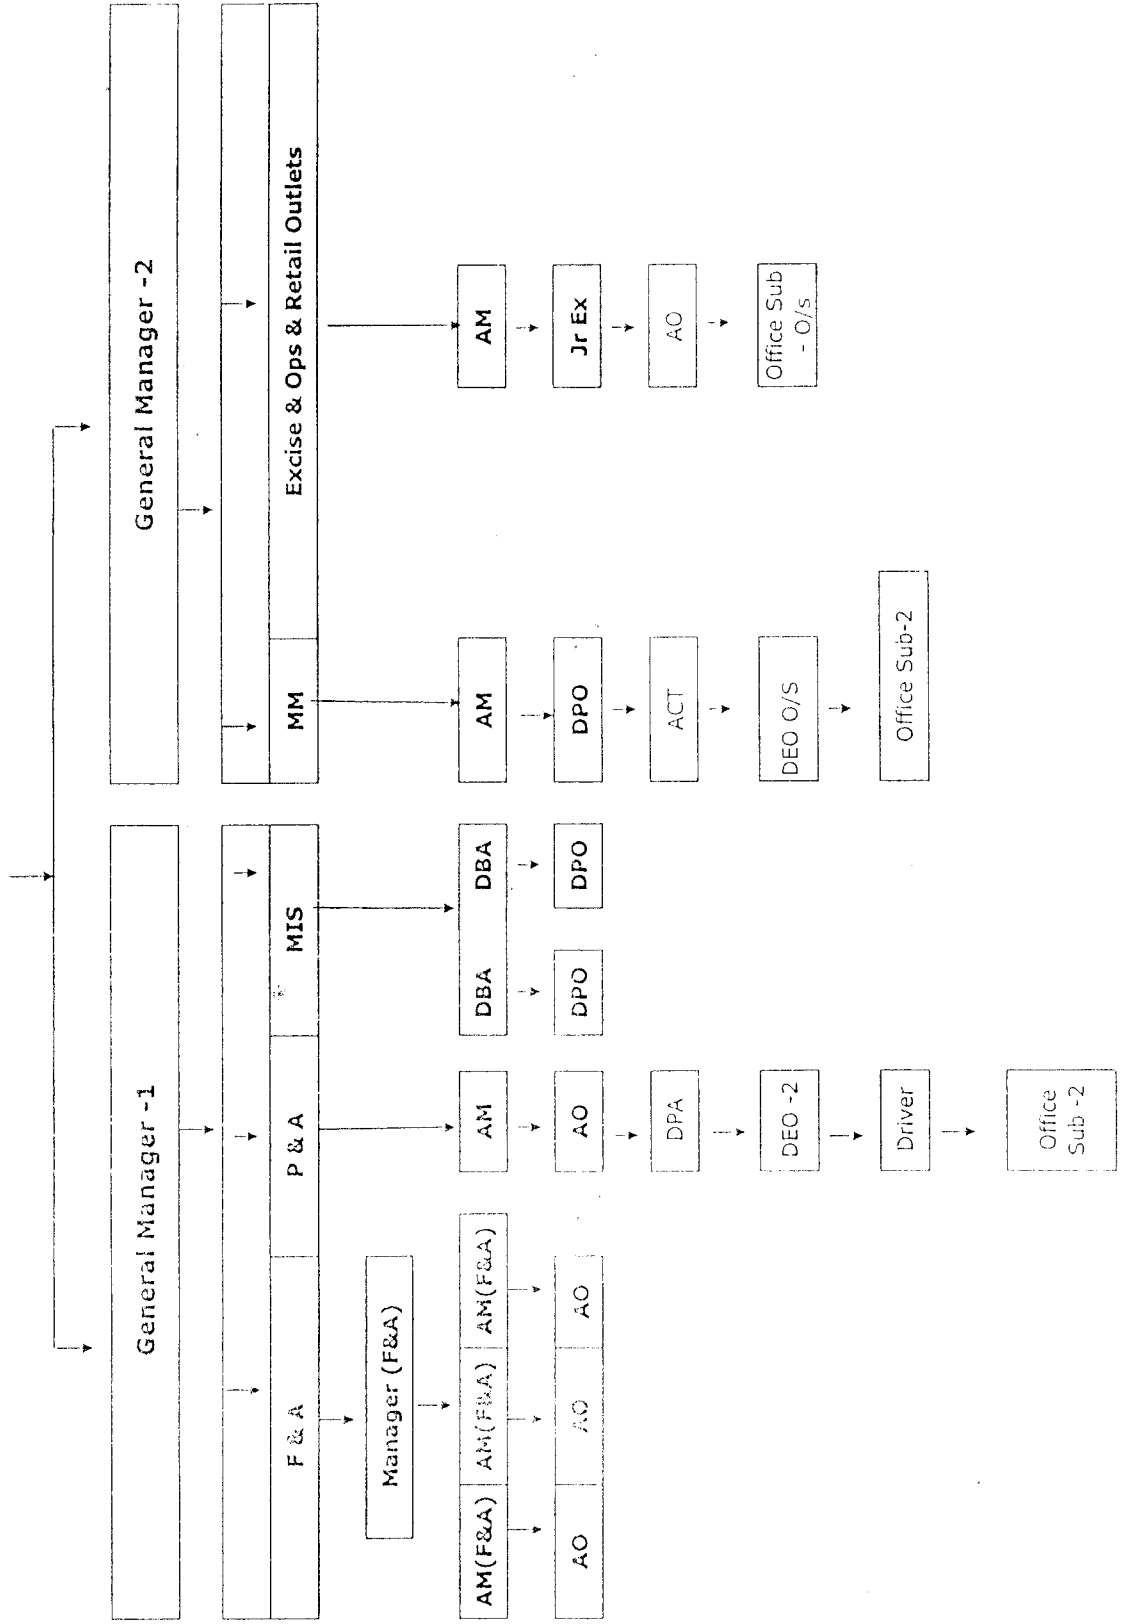 General Manager -1
General Manager -2
F & A
P & A
MIS
MM
Excise & Ops & Retail Outlets
Manager (F&A)
AM(F&A)
AM(F&A)
AM(F&A)
AM
DBA
DBA
AM
AM
AO
AO
AO
AO
DPO
DPO
DPO
Jr Ex
DPA
ACT
AO
DEO -2
DEO O/S
Office Sub
- O/s
Driver
Office Sub-2
Office
Sub -2